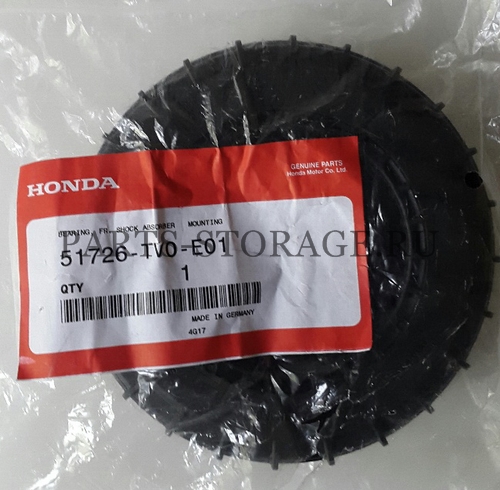 GENUINE PARTS
Honda Motor Co., Ltd.
HONDA
BEARING, FR. SHOCK ABSORBER MOUNTING
PARTS-STORAGE.RU
51726-TV0-E01
QTY 1
MADE IN GERMANY
4G17